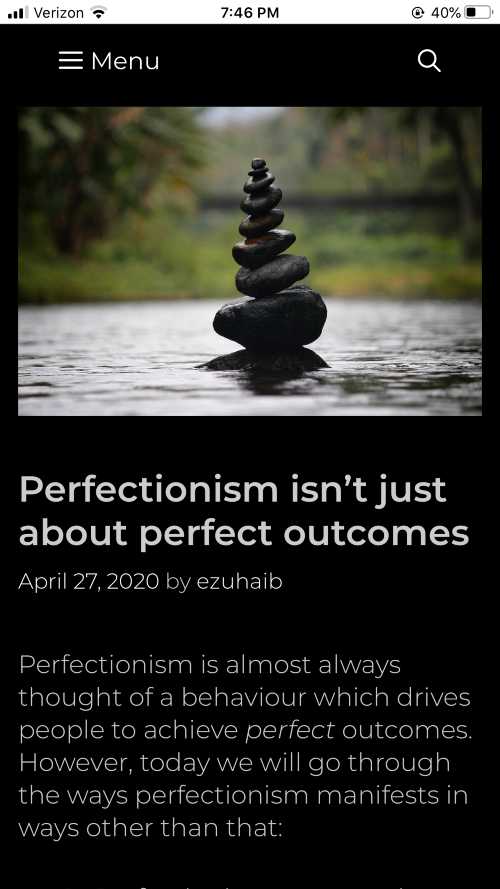 Verizon 7:46 PM 40%
Menu
Perfectionism isn’t just
about perfect outcomes
April 27, 2020 by ezuhaib
Perfectionism is almost always
thought of a behaviour which drives
people to achieve perfect outcomes.
However, today we will go through
the ways perfectionism manifests in
ways other than that: